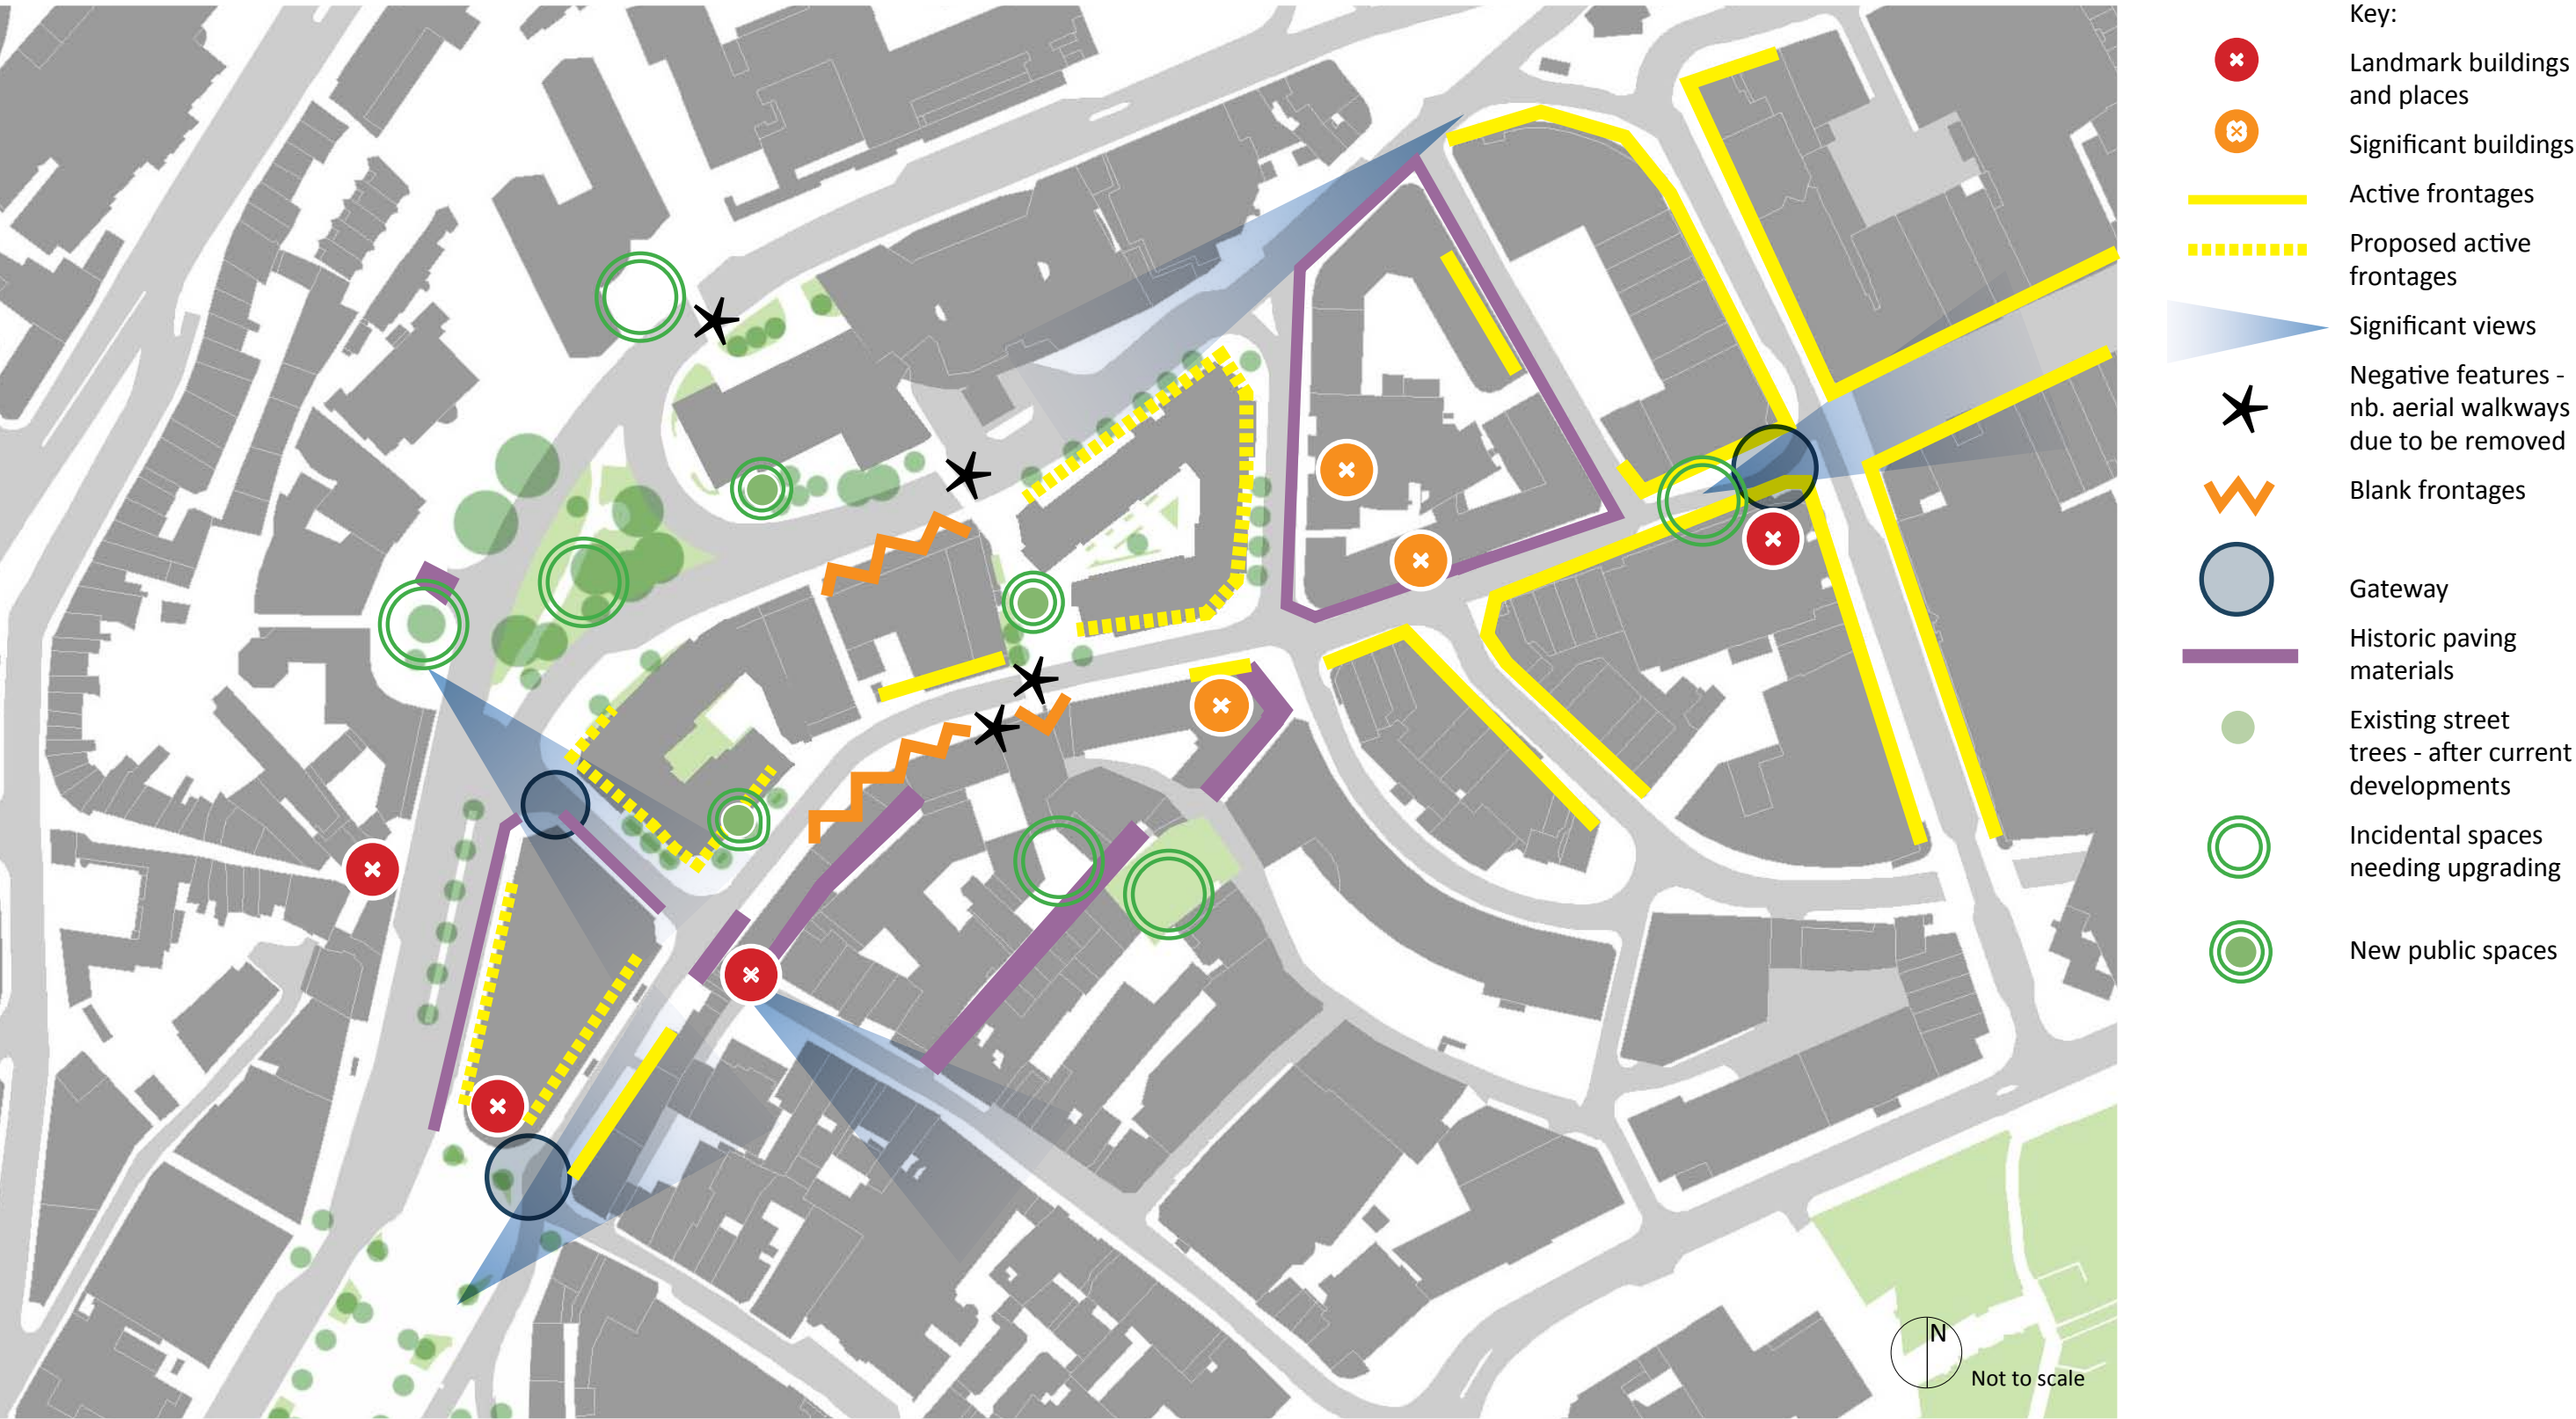 Key:
Landmark buildings
and places
Significant buildings
Active frontages
Proposed active
frontages
Significant views
Negative features -
nb. aerial walkways
due to be removed
Blank frontages
Gateway
Historic paving
materials
Existing street
trees - after current
developments
Incidental spaces
needing upgrading
New public spaces
N
Not to scale